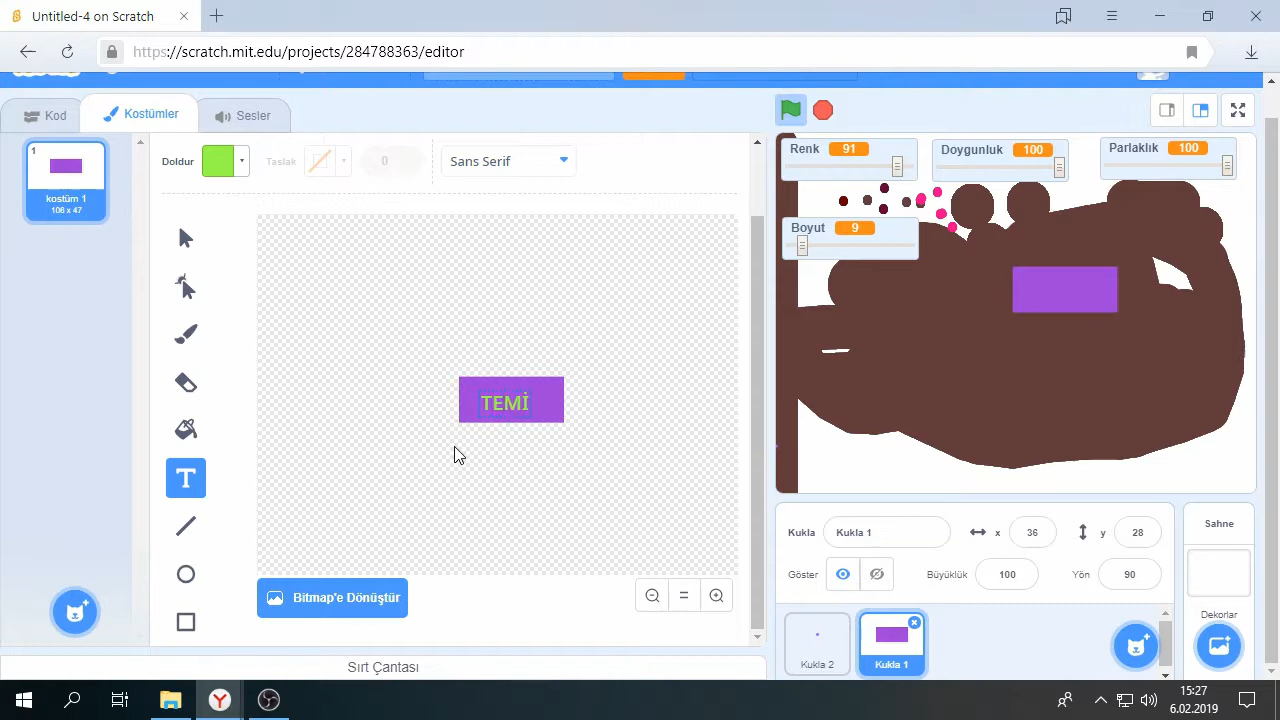 Untitled-4 on Scratch
https://scratch.mit.edu/projects/284788363/editor
Kod
Kostümler
Sesler
1
kostüm 1
106 x 47
Doldur
Taslak
0
Sans Serif
TEMİ
Bitmap'e Dönüştür
Sırt Çantası
Renk 91
Doygunluk 100
Parlaklık 100
Boyut 9
Kukla
Kukla 1
x
36
y
28
Göster
Büyüklük
100
Yön
90
Sahne
Dekorlar
Kukla 2
Kukla 1
15:27
6.02.2019